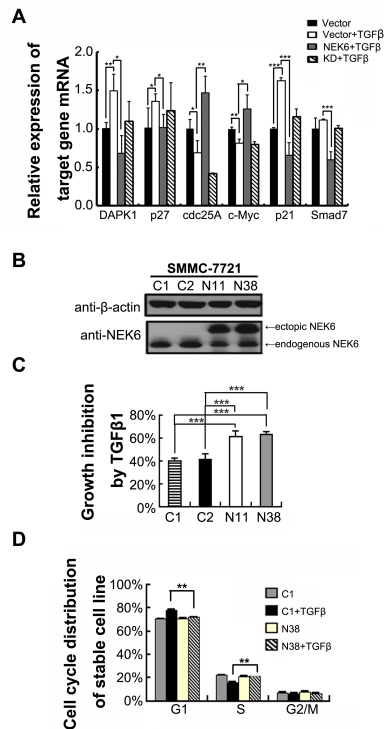 A
Vector
Vector+TGFβ
NEK6+TGFβ
KD+TGFβ
Relative expression of
target gene mRNA
2.0
1.5
1.0
0.5
0.0
** * * * * ** ** * *** *** ***
DAPK1 p27 cdc25A c-Myc p21 Smad7
B
SMMC-7721
C1 C2 N11 N38
anti-β-actin
anti-NEK6
←ectopic NEK6
←endogenous NEK6
C
Growth inhibition
by TGFβ1
80%
60%
40%
20%
0%
***
***
***
***
C1 C2 N11 N38
D
Cell cycle distribution
of stable cell line
100%
80%
60%
40%
20%
0%
**
**
C1
C1+TGFβ
N38
N38+TGFβ
G1 S G2/M